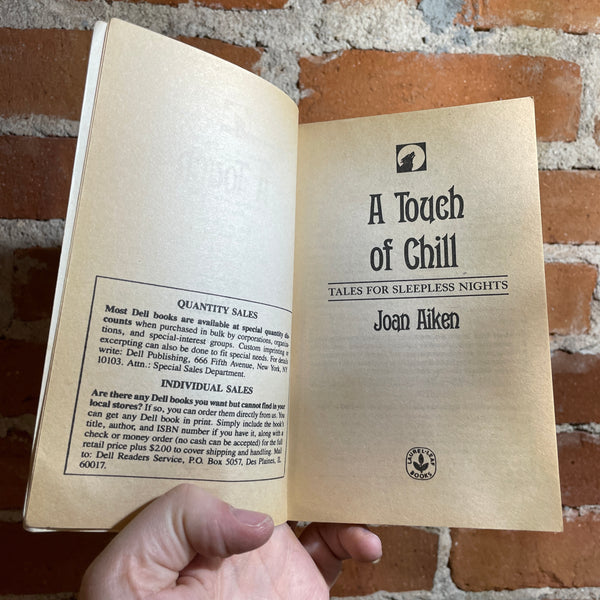 QUANTITY SALES
Most Dell books are available at special quantity dis-
counts when purchased in bulk by corporations, organiza-
tions, and special-interest groups. Custom imprinting or
excerpting can also be done to fit special needs. For details
write: Dell Publishing, 666 Fifth Avenue, New York, NY
10103. Attn.: Special Sales Department.
INDIVIDUAL SALES
Are there any Dell books you want but cannot find in your
local stores? If so, you can order them directly from us. You
can get any Dell book in print. Simply include the book's
title, author, and ISBN number if you have it, along with a
check or money order (no cash can be accepted) for the full
retail price plus $2.00 to cover shipping and handling. Mail
to: Dell Readers Service, P.O. Box 5057, Des Plaines, IL
60017.
A Touch
of Chill
TALES FOR SLEEPLESS NIGHTS
Joan Aiken
LAUREL-LEAF
BOOKS